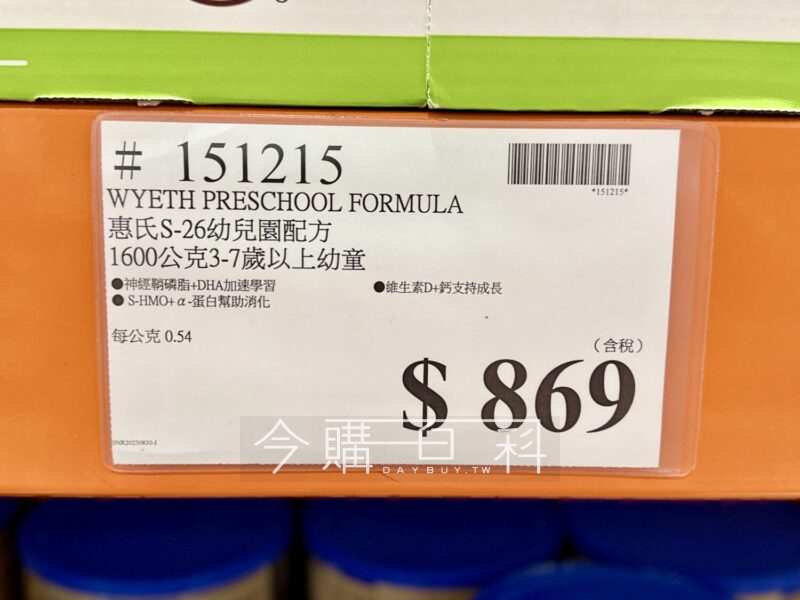 # 151215
*151215*
WYETH PRESCHOOL FORMULA
惠氏S-26幼兒園配方
1600公克3-7歲以上幼童
●神經鞘磷脂+DHA加速學習
●維生素D+鈣支持成長
● S-HMO+α-蛋白幫助消化
每公克 0.54
(含稅)
$ 869
今購百科
DAYBUY.TW